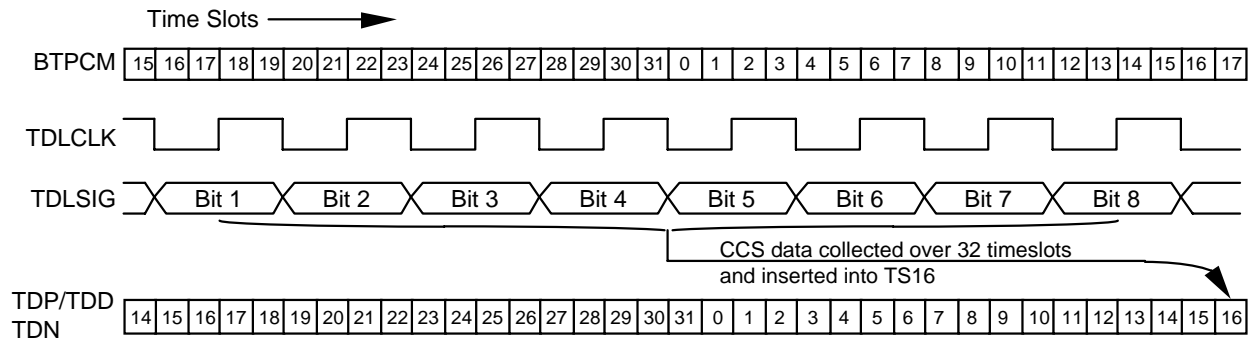 Time Slots
BTPCM 15 16 17 18 19 20 21 22 23 24 25 26 27 28 29 30 31 0 1 2 3 4 5 6 7 8 9 10 11 12 13 14 15 16 17
TDLCLK
TDLSIG Bit 1 Bit 2 Bit 3 Bit 4 Bit 5 Bit 6 Bit 7 Bit 8
CCS data collected over 32 timeslots
and inserted into TS16
TDP/TDD
TDN 14 15 16 17 18 19 20 21 22 23 24 25 26 27 28 29 30 31 0 1 2 3 4 5 6 7 8 9 10 11 12 13 14 15 16